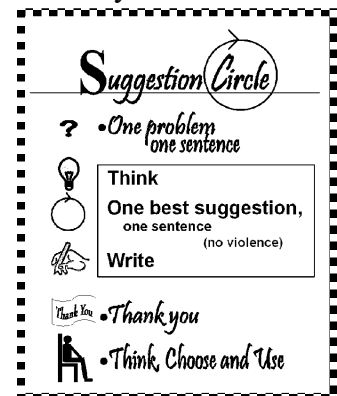 Suggestion Circle
?
•One problem
one sentence
Think
One best suggestion,
one sentence
(no violence)
Write
Thank You
•Thank you
•Think, Choose and Use